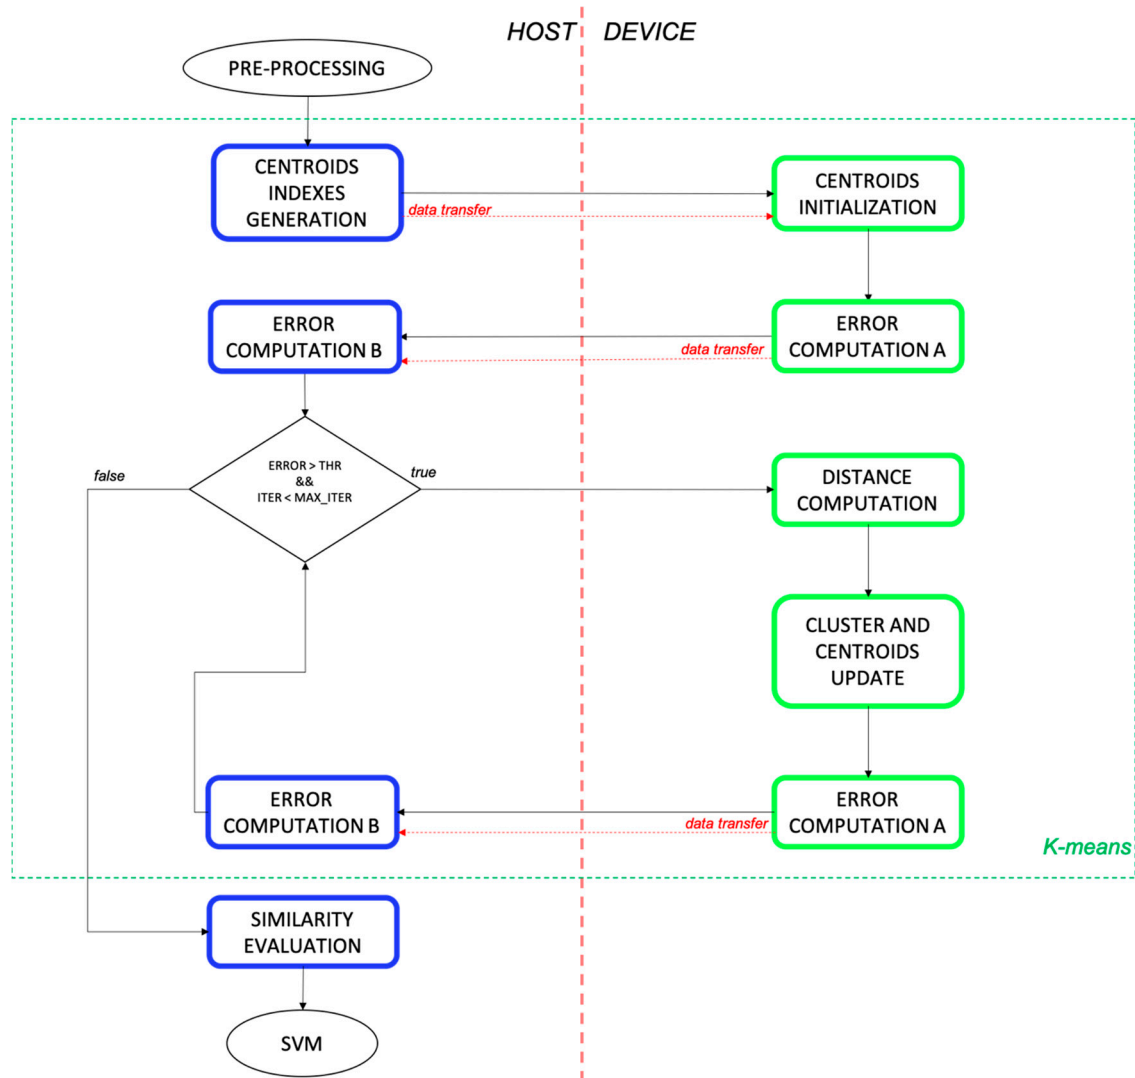 HOST DEVICE
PRE-PROCESSING
CENTROIDS
INDEXES
GENERATION
data transfer
CENTROIDS
INITIALIZATION
ERROR
COMPUTATION B
data transfer
ERROR
COMPUTATION A
false
ERROR > THR
&&
ITER < MAX_ITER
true
DISTANCE
COMPUTATION
CLUSTER AND
CENTROIDS
UPDATE
ERROR
COMPUTATION B
data transfer
ERROR
COMPUTATION A
K-means
SIMILARITY
EVALUATION
SVM